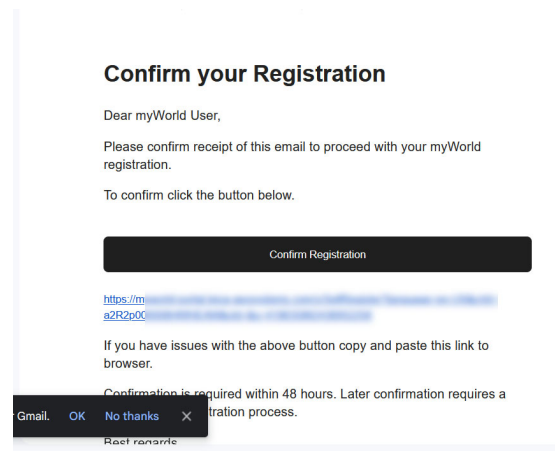 Confirm your Registration
Dear myWorld User,
Please confirm receipt of this email to proceed with your myWorld
registration.
To confirm click the button below.
Confirm Registration
https://m
a2R2p00
If you have issues with the above button copy and paste this link to
browser.
Confirmation is required within 48 hours. Later confirmation requires a
tration process.
Gmail. OK No thanks
Best regards